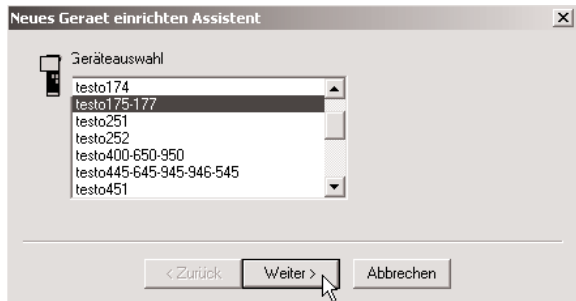 Neues Geraet einrichten Assistent
Geräteauswahl
testo174
testo175-177
testo251
testo252
testo400-650-950
testo445-645-945-946-545
testo451
< Zurück
Weiter >
Abbrechen